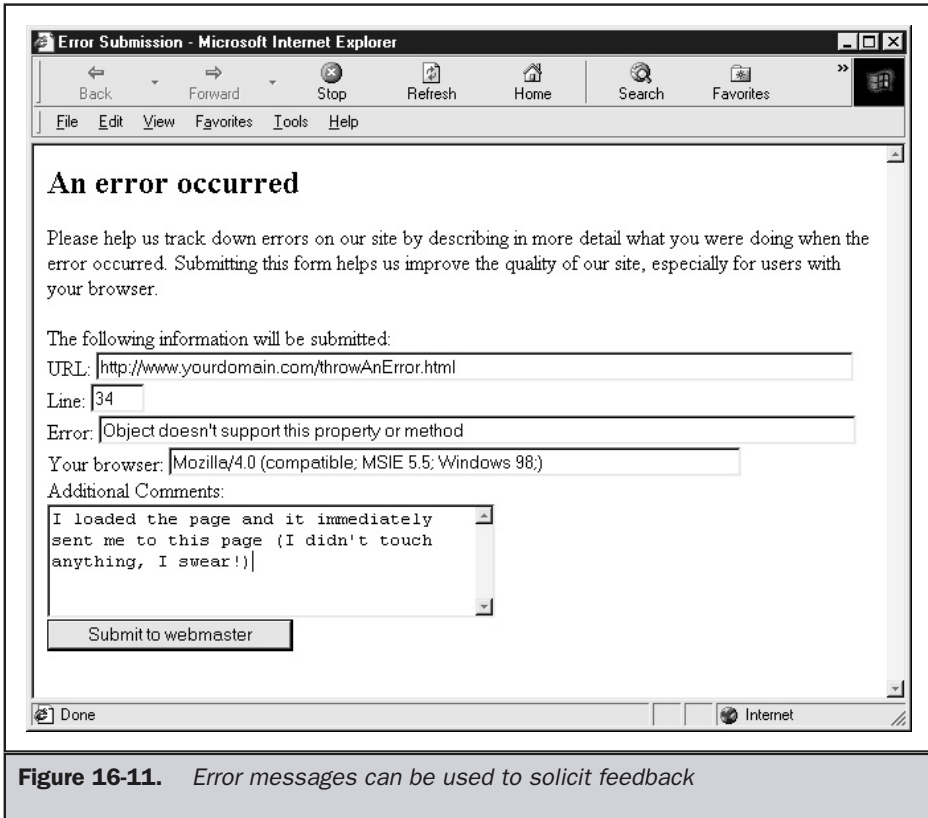 Error Submission - Microsoft Internet Explorer
Back Forward Stop Refresh Home Search Favorites »
File Edit View Favorites Tools Help
An error occurred
Please help us track down errors on our site by describing in more detail what you were doing when the
error occurred. Submitting this form helps us improve the quality of our site, especially for users with
your browser.
The following information will be submitted:
URL: http://www.yourdomain.com/throwAnError.html
Line: 34
Error: Object doesn't support this property or method
Your browser: Mozilla/4.0 (compatible; MSIE 5.5; Windows 98;)
Additional Comments:
I loaded the page and it immediately
sent me to this page (I didn't touch
anything, I swear!)
Submit to webmaster
Done Internet
Figure 16-11. Error messages can be used to solicit feedback